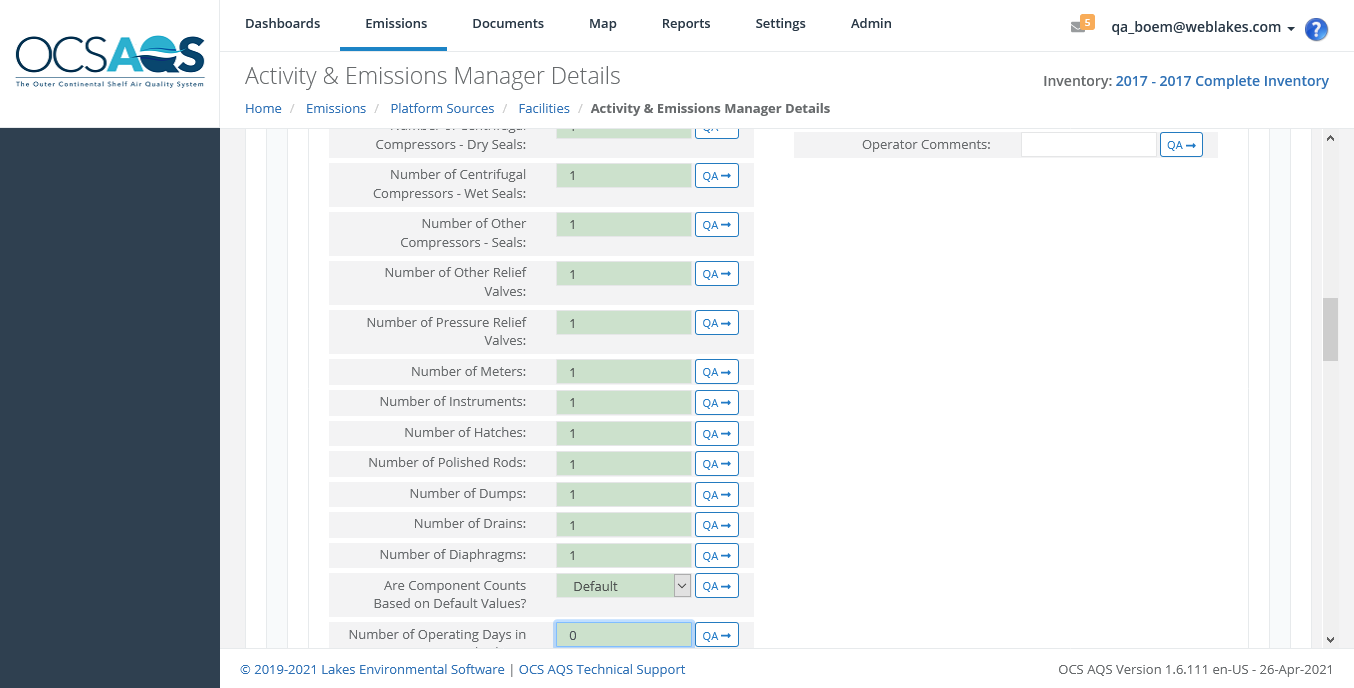 Dashboards Emissions Documents Map Reports Settings Admin
5 qa_boem@weblakes.com ?
OCSAQS
The Outer Continental Shelf Air Quality System
Activity & Emissions Manager Details
Inventory: 2017 - 2017 Complete Inventory
Home / Emissions / Platform Sources / Facilities / Activity & Emissions Manager Details
Compressors - Dry Seals:
Operator Comments: QA
Number of Centrifugal 1 QA
Compressors - Wet Seals:
Number of Other 1 QA
Compressors - Seals:
Number of Other Relief 1 QA
Valves:
Number of Pressure Relief 1 QA
Valves:
Number of Meters: 1 QA
Number of Instruments: 1 QA
Number of Hatches: 1 QA
Number of Polished Rods: 1 QA
Number of Dumps: 1 QA
Number of Drains: 1 QA
Number of Diaphragms: 1 QA
Are Component Counts Default QA
Based on Default Values?
Number of Operating Days in 0 QA
© 2019-2021 Lakes Environmental Software | OCS AQS Technical Support
OCS AQS Version 1.6.111 en-US - 26-Apr-2021